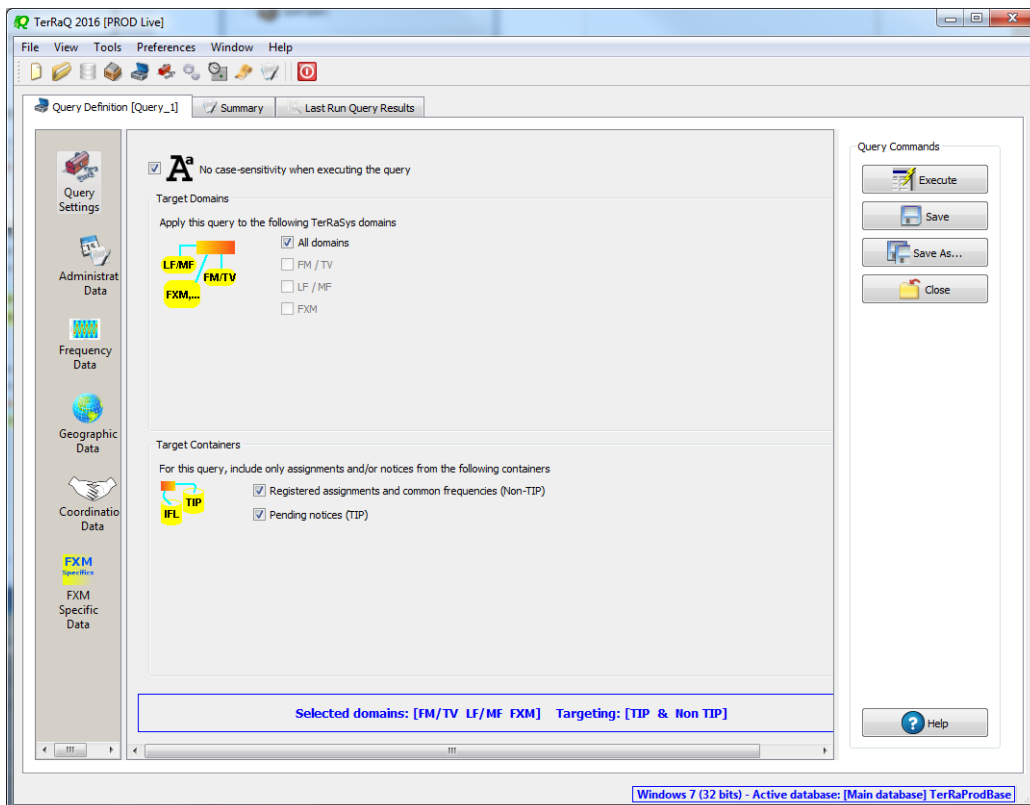 TerRaQ 2016 [PROD Live]
File View Tools Preferences Window Help
Query Definition [Query_1] Summary Last Run Query Results
Query Settings
Administrat Data
Frequency Data
Geographic Data
Coordinatio Data
FXM Specifics
FXM Specific Data
Aa No case-sensitivity when executing the query
Target Domains
Apply this query to the following TerRaSys domains
LF/MF
FM/TV
FXM,...
All domains
FM / TV
LF / MF
FXM
Target Containers
For this query, include only assignments and/or notices from the following containers
IFL
TIP
Registered assignments and common frequencies (Non-TIP)
Pending notices (TIP)
Selected domains: [FM/TV LF/MF FXM] Targeting: [TIP & Non TIP]
Query Commands
Execute
Save
Save As...
Close
Help
Windows 7 (32 bits) - Active database: [Main database] TerRaProdBase